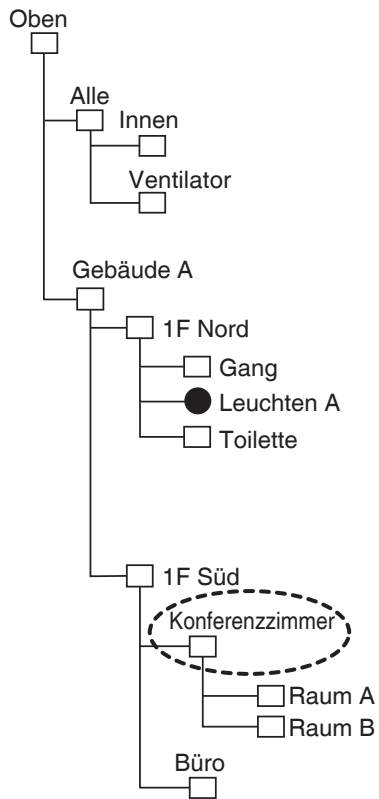 Oben
Alle
Innen
Ventilator
Gebäude A
1F Nord
Gang
Leuchten A
Toilette
1F Süd
Konferenzzimmer
Raum A
Raum B
Büro